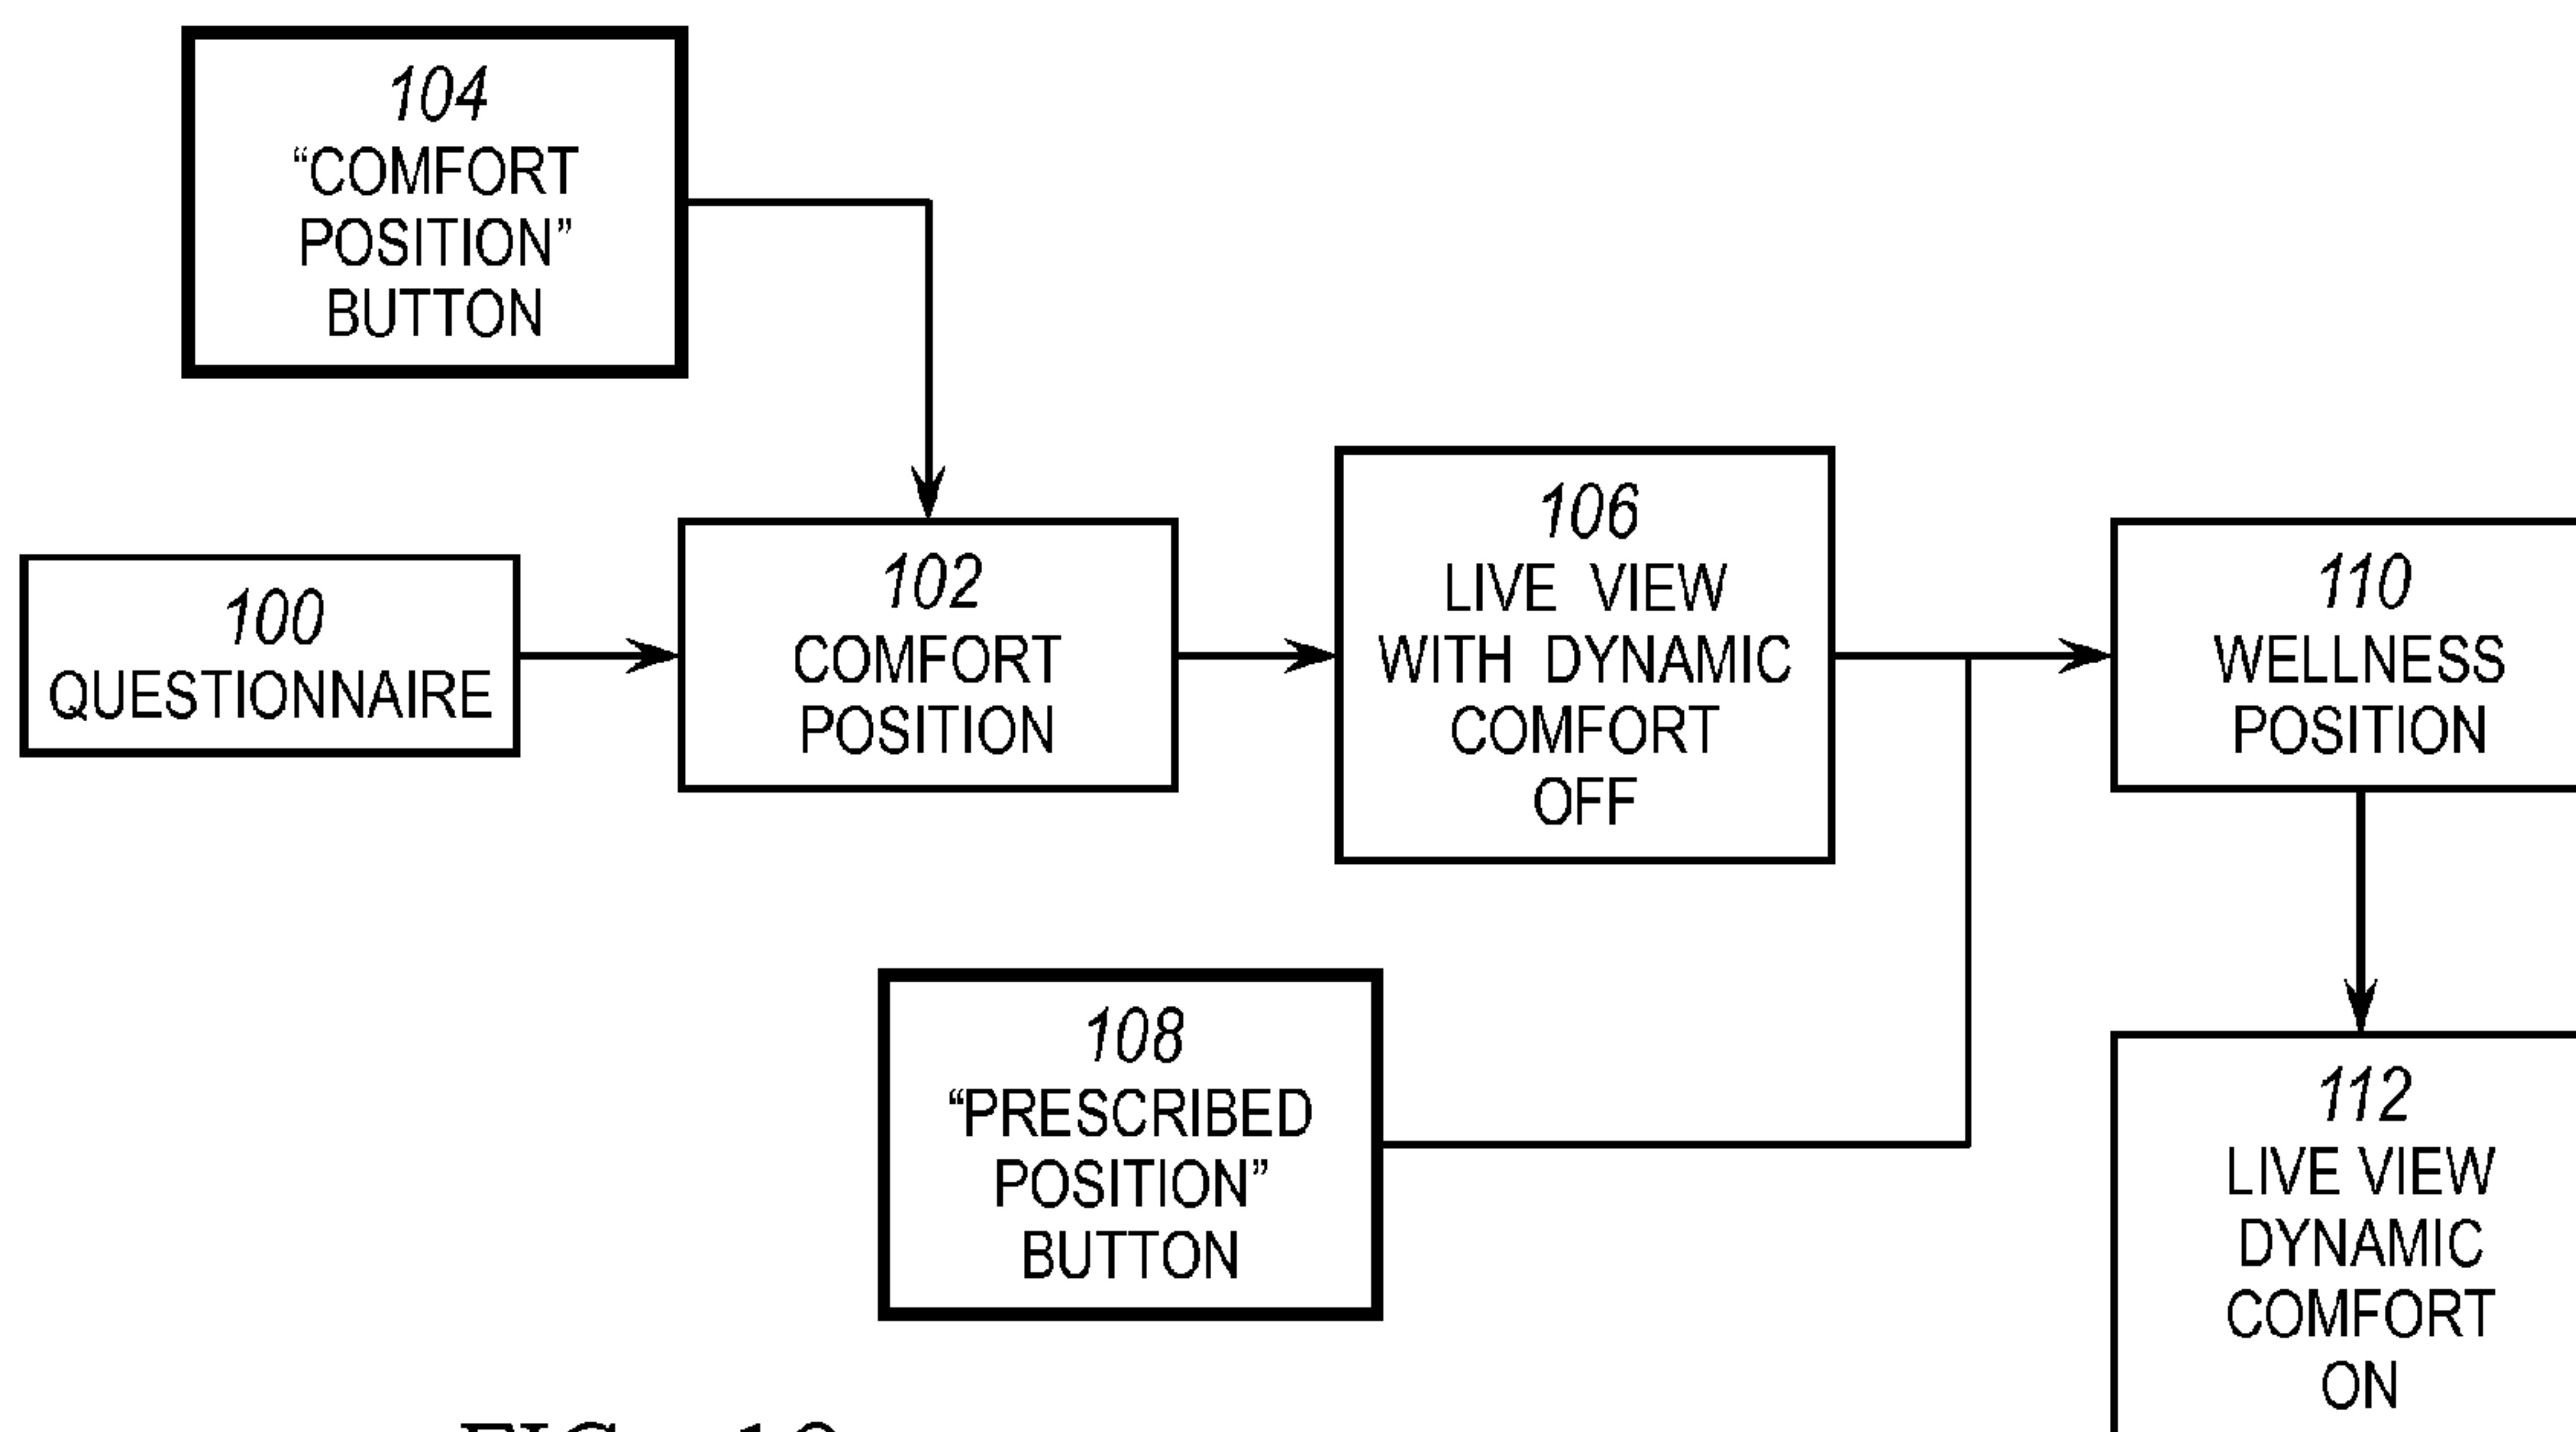 104
“COMFORT
POSITION”
BUTTON
100
QUESTIONNAIRE
102
COMFORT
POSITION
106
LIVE VIEW
WITH DYNAMIC
COMFORT
OFF
110
WELLNESS
POSITION
108
“PRESCRIBED
POSITION”
BUTTON
112
LIVE VIEW
DYNAMIC
COMFORT
ON